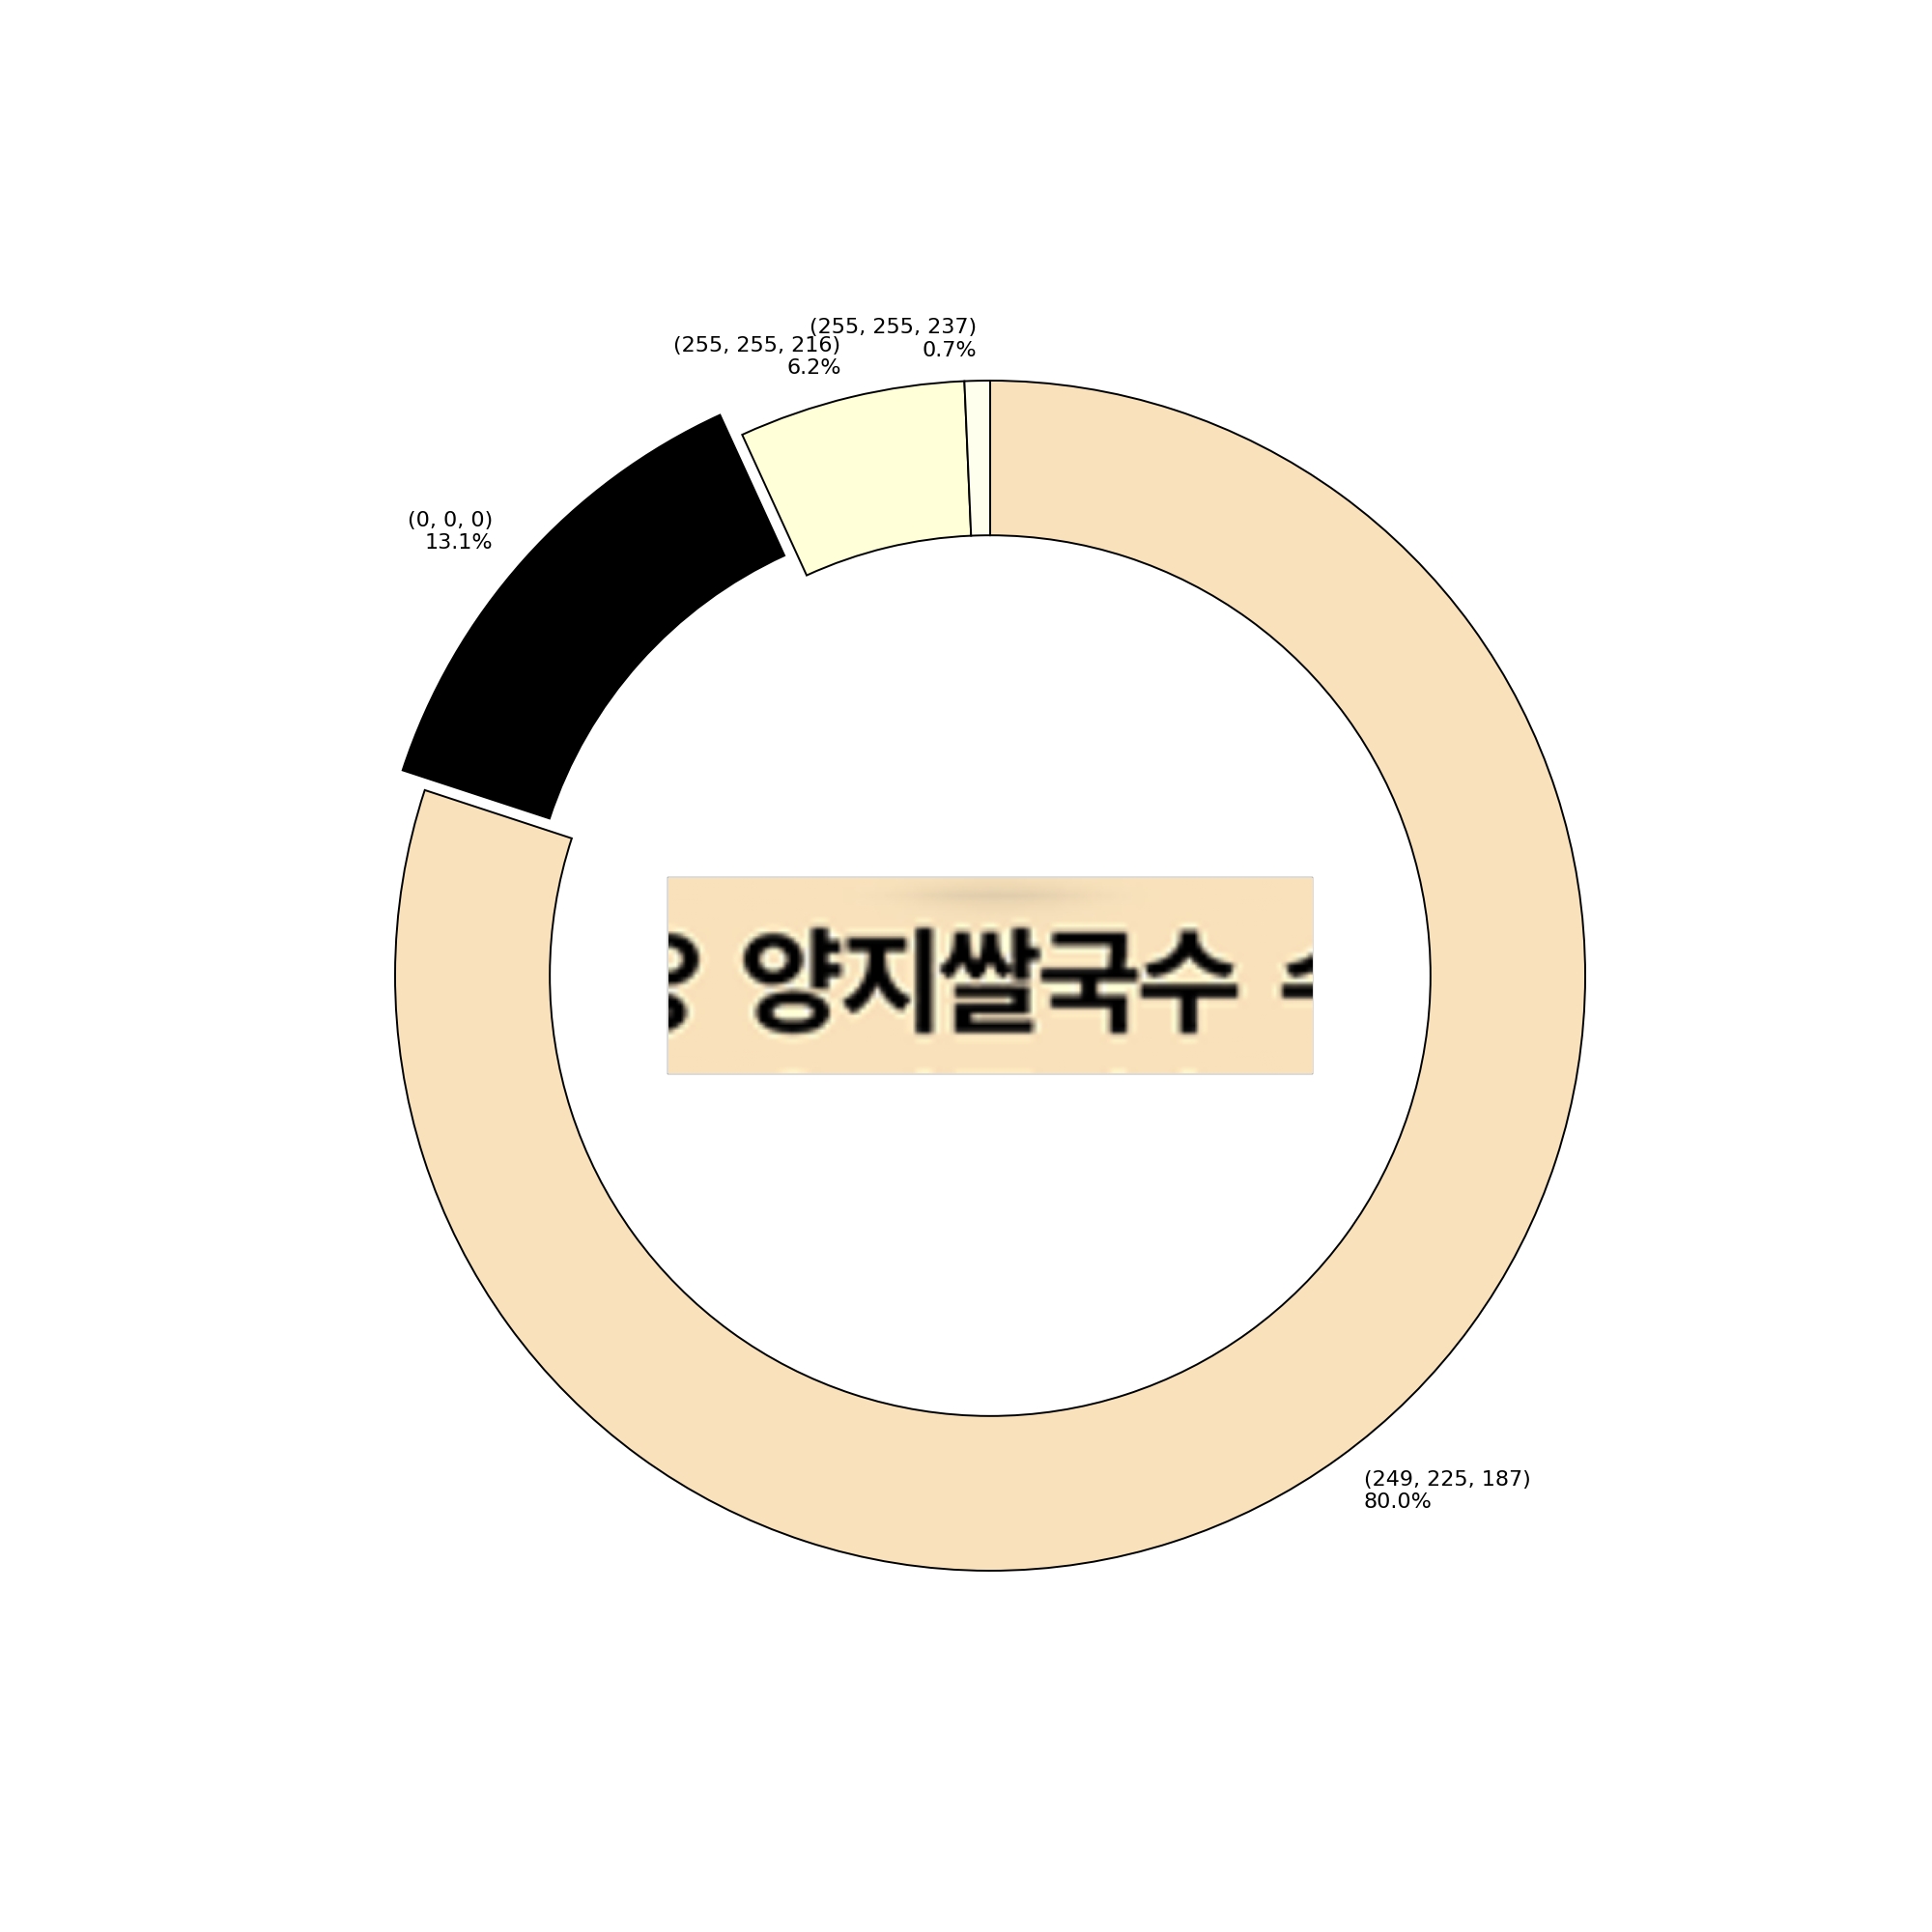 (255, 255, 237)
0.7%
(255, 255, 216)
6.2%
(0, 0, 0)
13.1%
양지쌀국수
(249, 225, 187)
80.0%